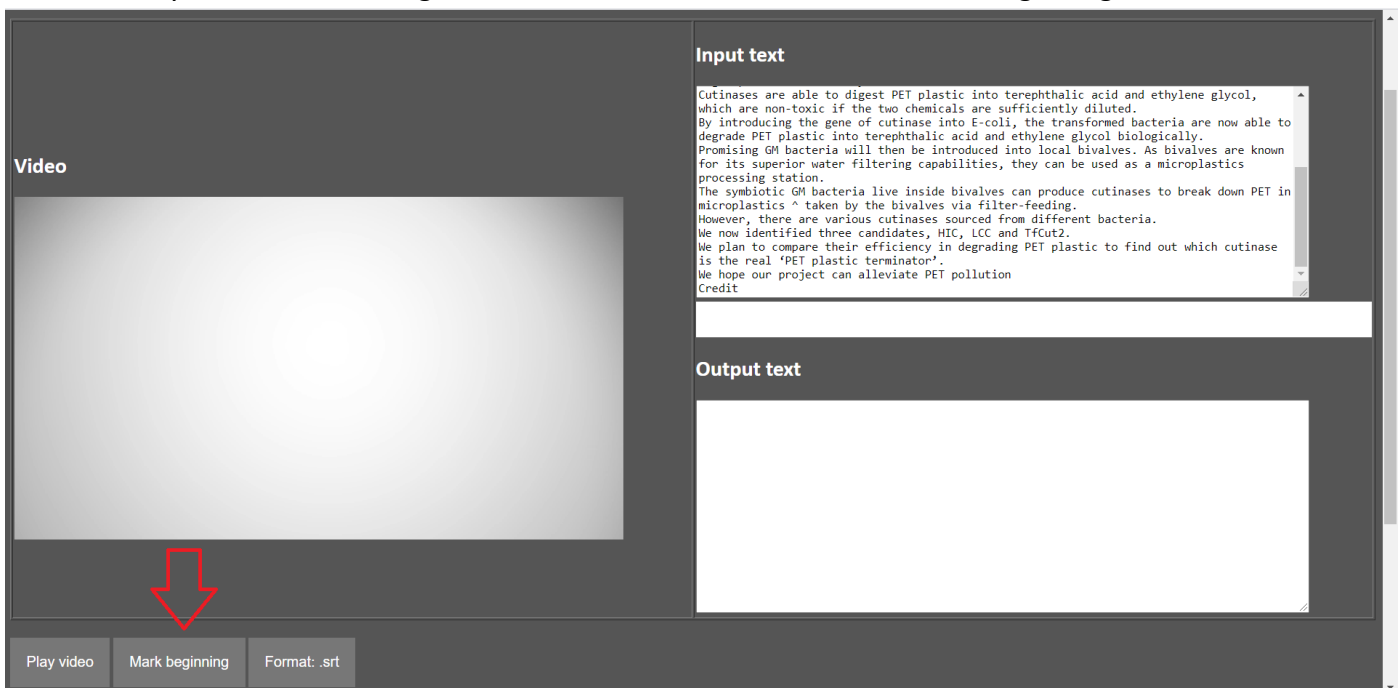 Input text
Cutinases are able to digest PET plastic into terephthalic acid and ethylene glycol,
which are non-toxic if the two chemicals are sufficiently diluted.
By introducing the gene of cutinase into E-coli, the transformed bacteria are now able to
degrade PET plastic into terephthalic acid and ethylene glycol biologically.
Promising GM bacteria will then be introduced into local bivalves. As bivalves are known
for its superior water filtering capabilities, they can be used as a microplastics
processing station.
The symbiotic GM bacteria live inside bivalves can produce cutinases to break down PET in
microplastics ^ taken by the bivalves via filter-feeding.
However, there are various cutinases sourced from different bacteria.
We now identified three candidates, HIC, LCC and TfCut2.
We plan to compare their efficiency in degrading PET plastic to find out which cutinase
is the real ‘PET plastic terminator’.
We hope our project can alleviate PET pollution
Credit
Video
Output text
Play video
Mark beginning
Format: .srt